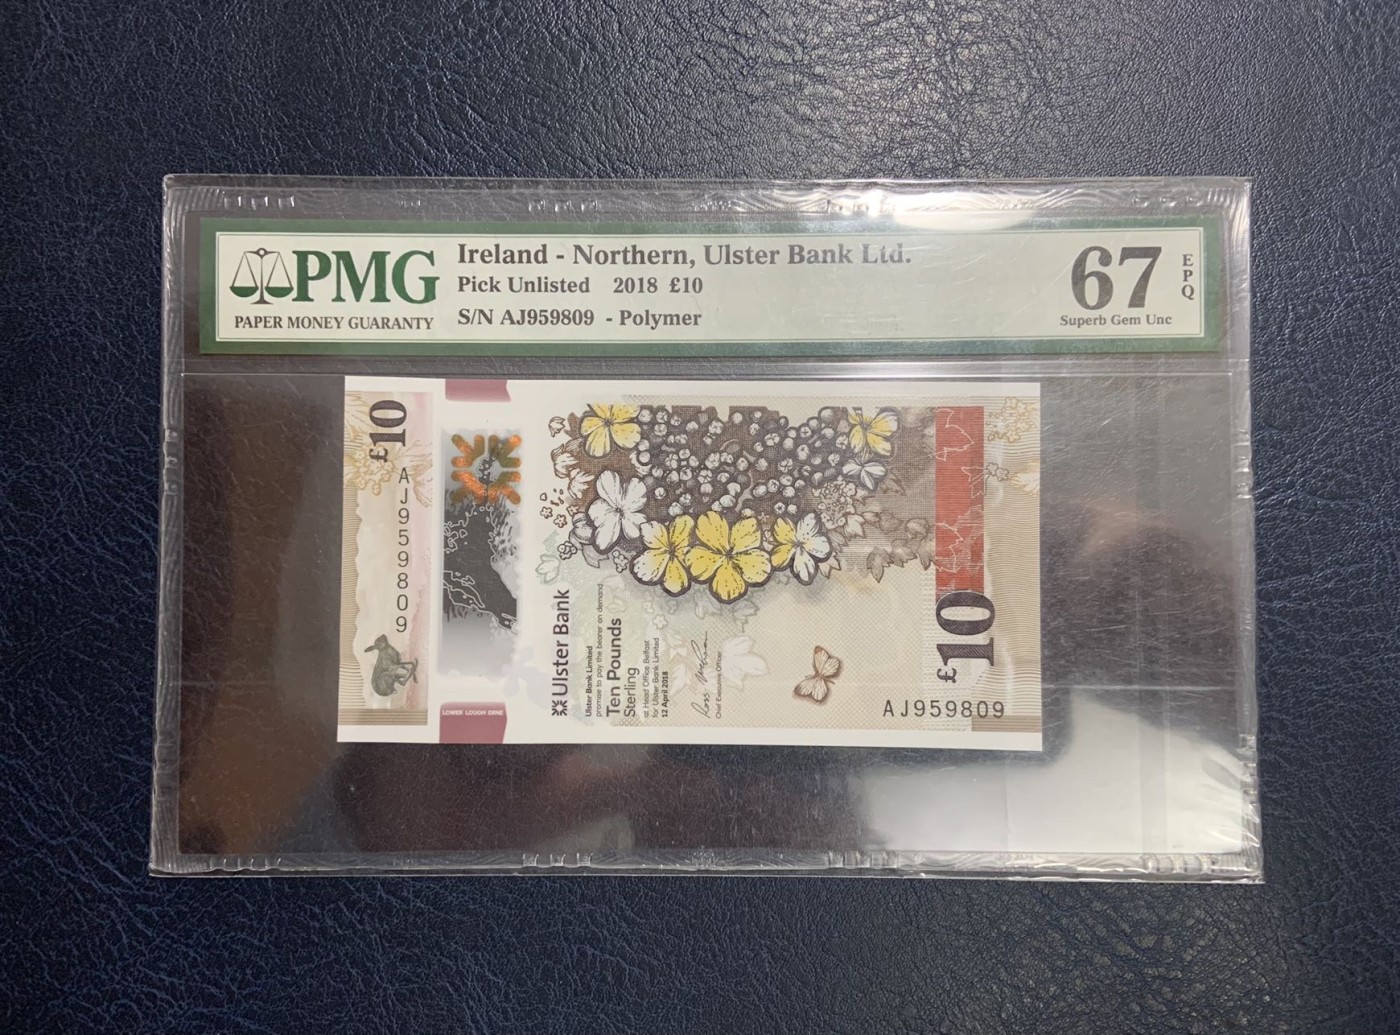 PMG
PAPER MONEY GUARANTY
Ireland - Northern, Ulster Bank Ltd.
Pick Unlisted 2018 £10
S/N AJ959809 - Polymer
67
EPQ
Superb Gem Unc
£10
AJ959809
LOWER LOUGH ERNE
Ulster Bank
Ulster Bank Limited
promise to pay the bearer on demand
Ten Pounds
Sterling
at Head Office Belfast
for Ulster Bank Limited
12 April 2018
Chief Executive Officer
£10
AJ959809